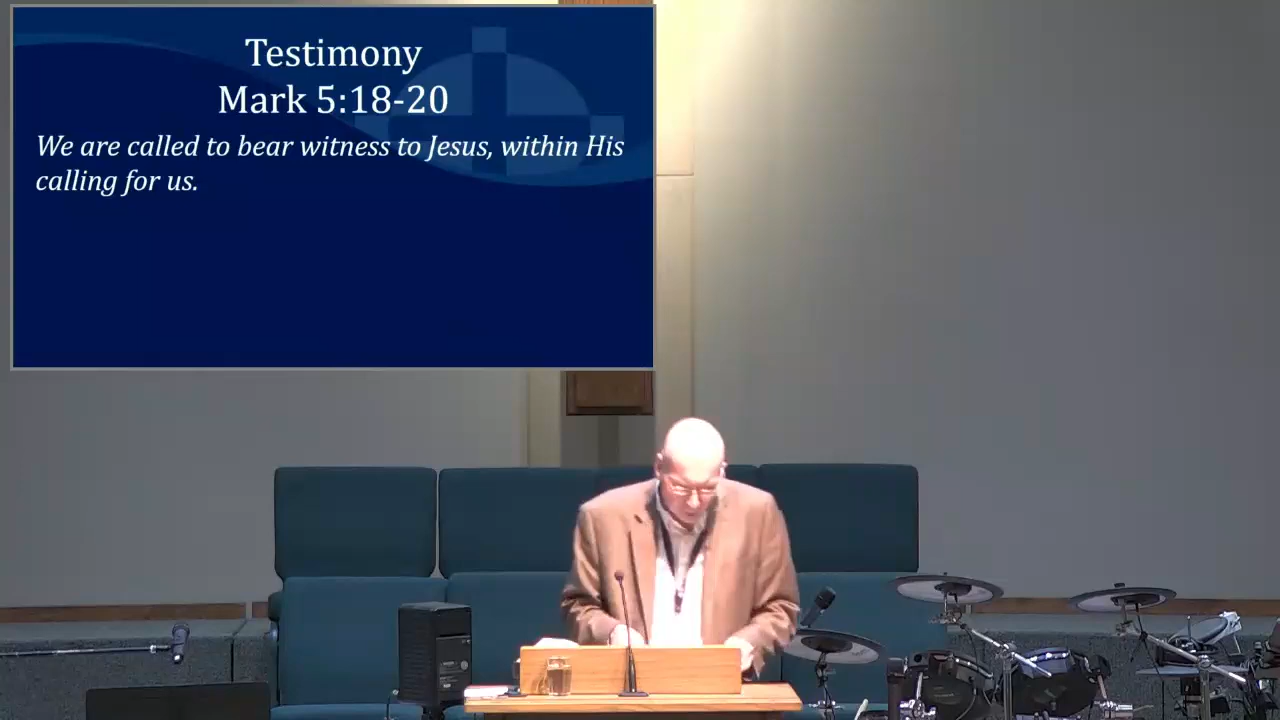 Testimony
Mark 5:18-20
We are called to bear witness to Jesus, within His
calling for us.